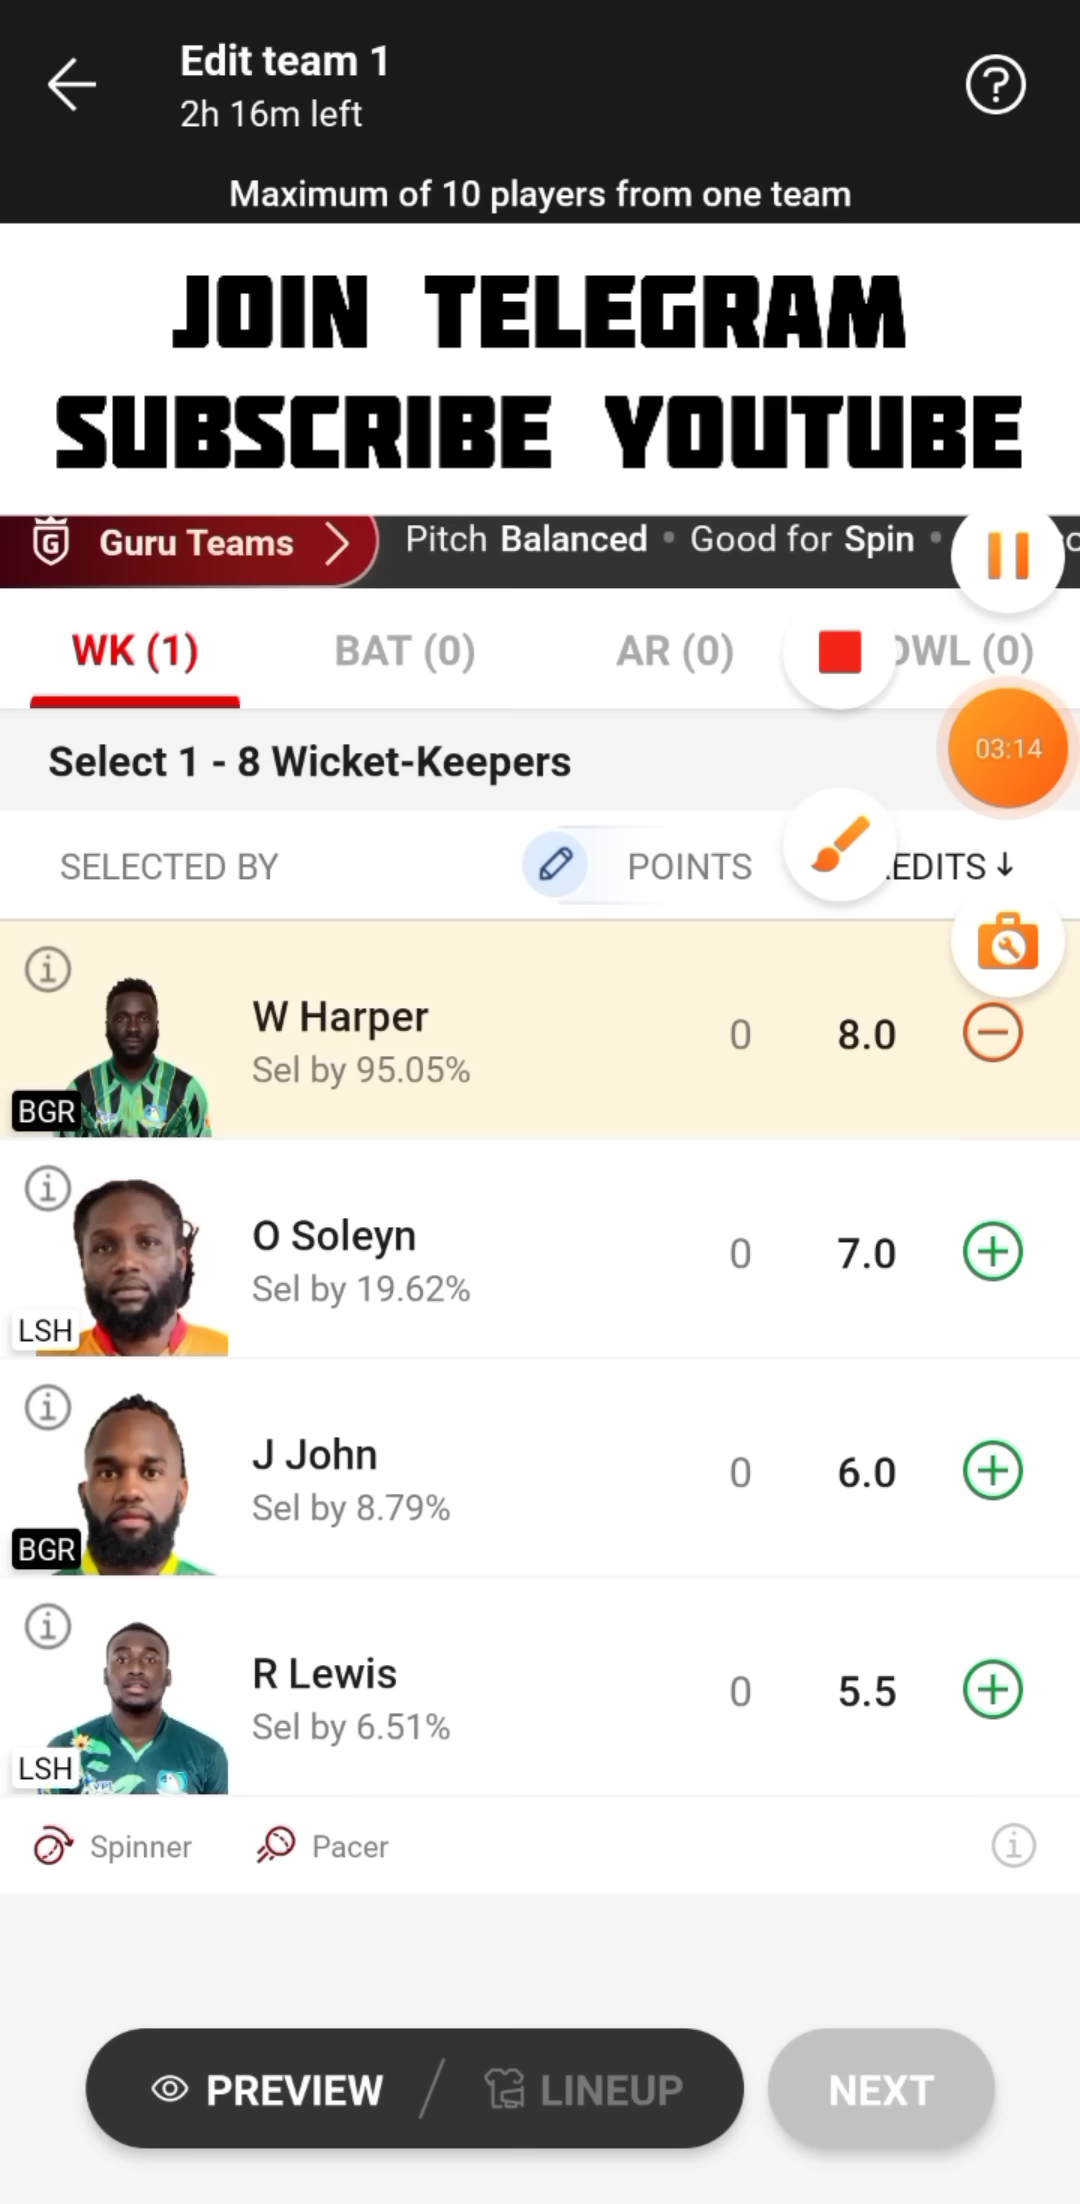 Edit team 1
2h 16m left
Maximum of 10 players from one team
JOIN TELEGRAM
SUBSCRIBE YOUTUBE
G Guru Teams Pitch Balanced • Good for Spin •
WK (1) BAT (0) AR (0) OWL (0)
03:14
Select 1 - 8 Wicket-Keepers
SELECTED BY POINTS EDITS ↓
W Harper 0 8.0
Sel by 95.05%
BGR
O Soleyn 0 7.0
Sel by 19.62%
LSH
J John 0 6.0
Sel by 8.79%
BGR
R Lewis 0 5.5
Sel by 6.51%
LSH
Spinner Pacer
PREVIEW / LINEUP NEXT